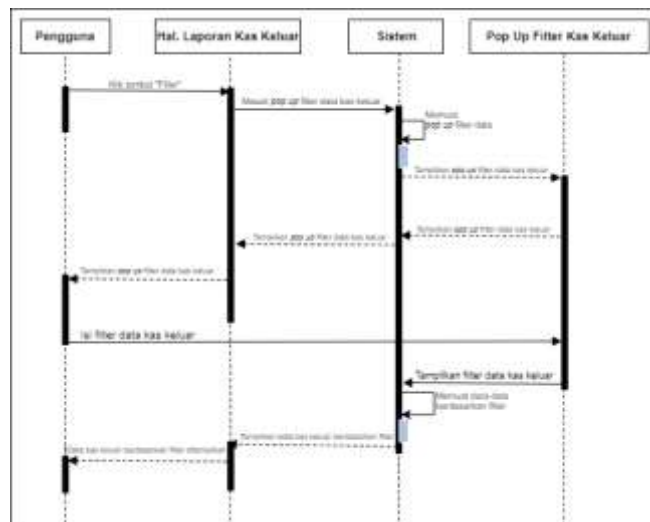 Pengguna
Hal. Laporan Kas Keluar
Sistem
Pop Up Filter Kas Keluar
Klik tombol "Filter"
Masuk pop up filter data kas keluar
Memuat
pop up filter data
Tampilkan pop up filter data kas keluar
Tampilkan pop up filter data kas keluar
Tampilkan pop up filter data kas keluar
Tampilkan pop up filter data kas keluar
Isi filter data kas keluar
Tampilkan filter data kas keluar
Memuat data-data
berdasarkan filter
Tampilkan data kas keluar berdasarkan filter
Data kas keluar berdasarkan filter ditampilkan